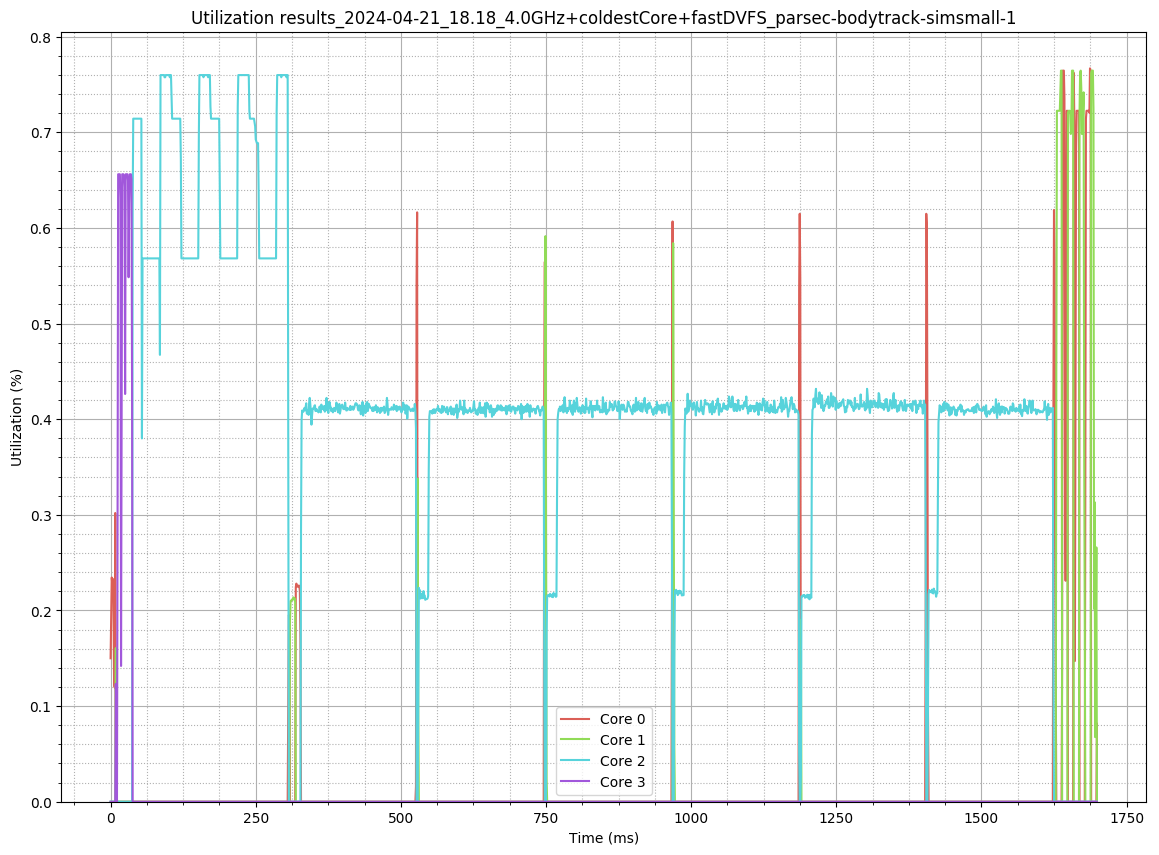 Utilization results_2024-04-21_18.18_4.0GHz+coldestCore+fastDVFS_parsec-bodytrack-simsmall-1
Utilization (%)
0.8
0.7
0.6
0.5
0.4
0.3
0.2
0.1
0.0
0 250 500 750 1000 1250 1500 1750
Time (ms)
Core 0
Core 1
Core 2
Core 3